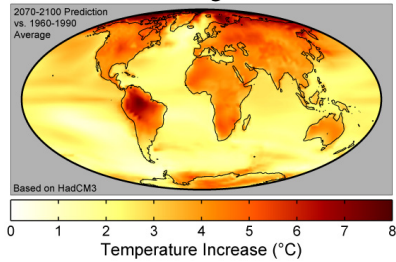 2070-2100 Prediction
vs. 1960-1990
Average
Based on HadCM3
0 1 2 3 4 5 6 7 8
Temperature Increase (°C)